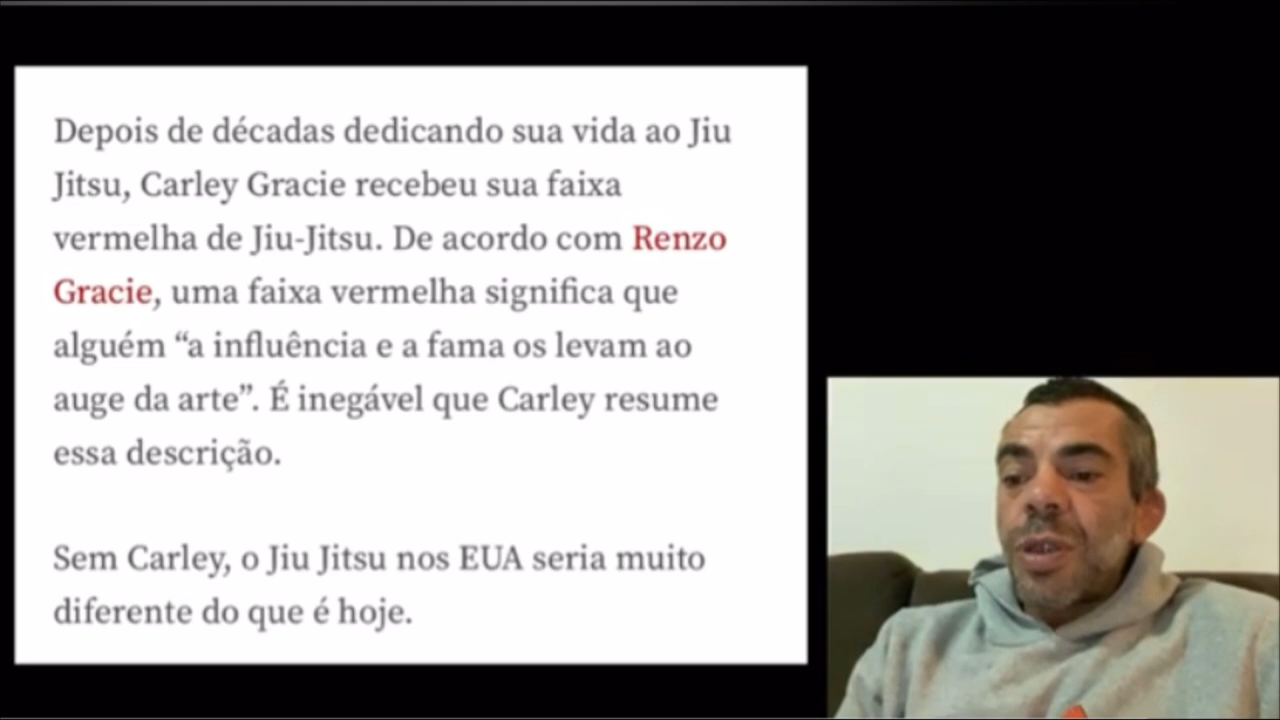 Depois de décadas dedicando sua vida ao Jiu
Jitsu, Carley Gracie recebeu sua faixa
vermelha de Jiu-Jitsu. De acordo com Renzo
Gracie, uma faixa vermelha significa que
alguém “a influência e a fama os levam ao
auge da arte”. É inegável que Carley resume
essa descrição.
Sem Carley, o Jiu Jitsu nos EUA seria muito
diferente do que é hoje.